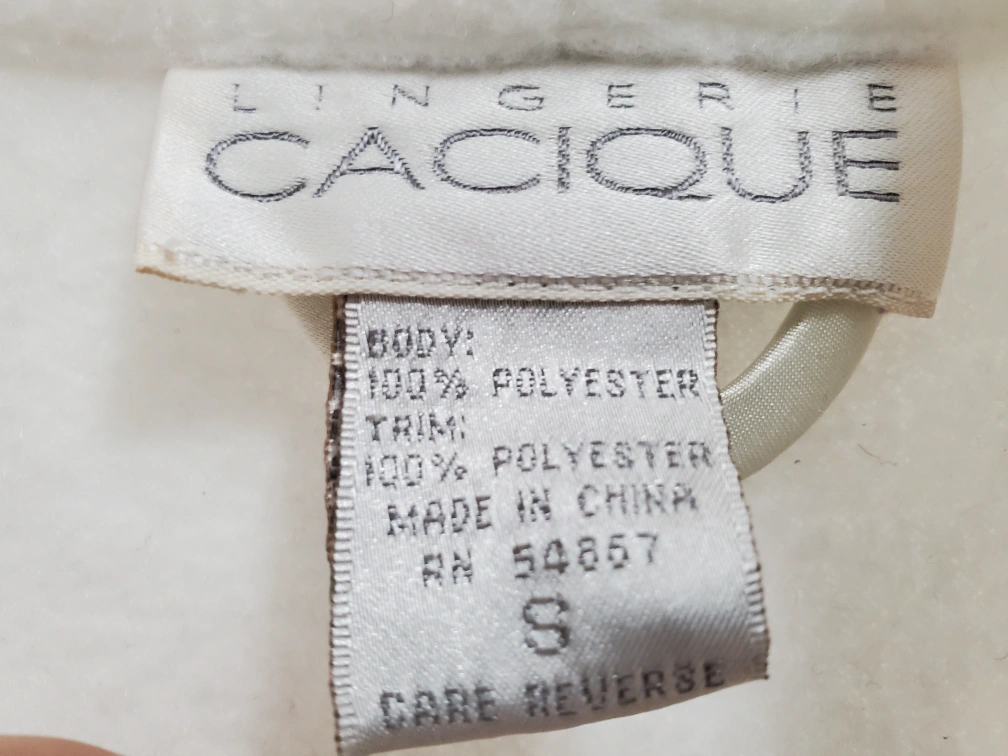 LINGERIE
CACIQUE
BODY:
100% POLYESTER
TRIM:
100% POLYESTER
MADE IN CHINA
RN 54867
S
CARE REVERSE